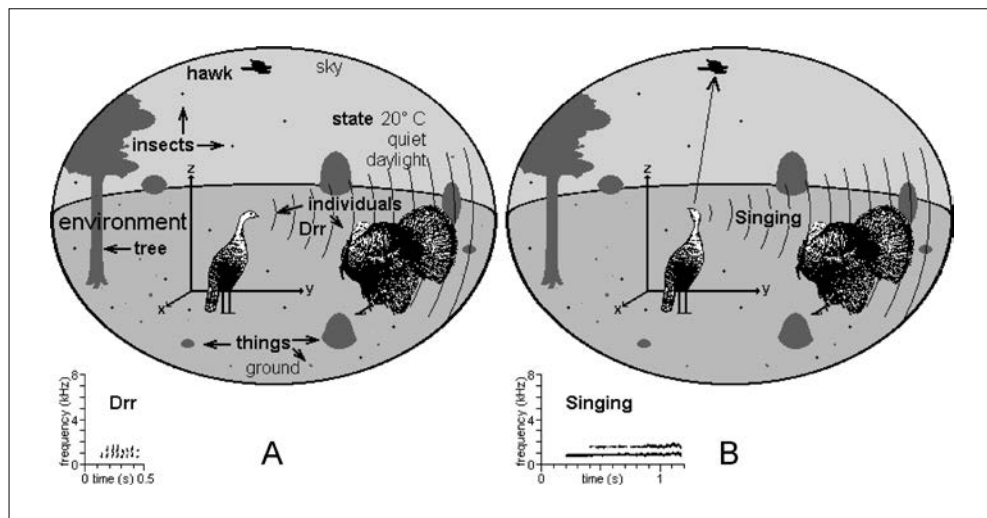 hawk
sky
state 20° C
quiet
daylight
insects
z
individuals
environment
Drr
tree
x
y
things
ground
frequency (kHz)
8
4
0
Drr
0 time (s) 0.5
A
z
Singing
x
y
frequency (kHz)
8
4
0
Singing
0 time (s) 1
B